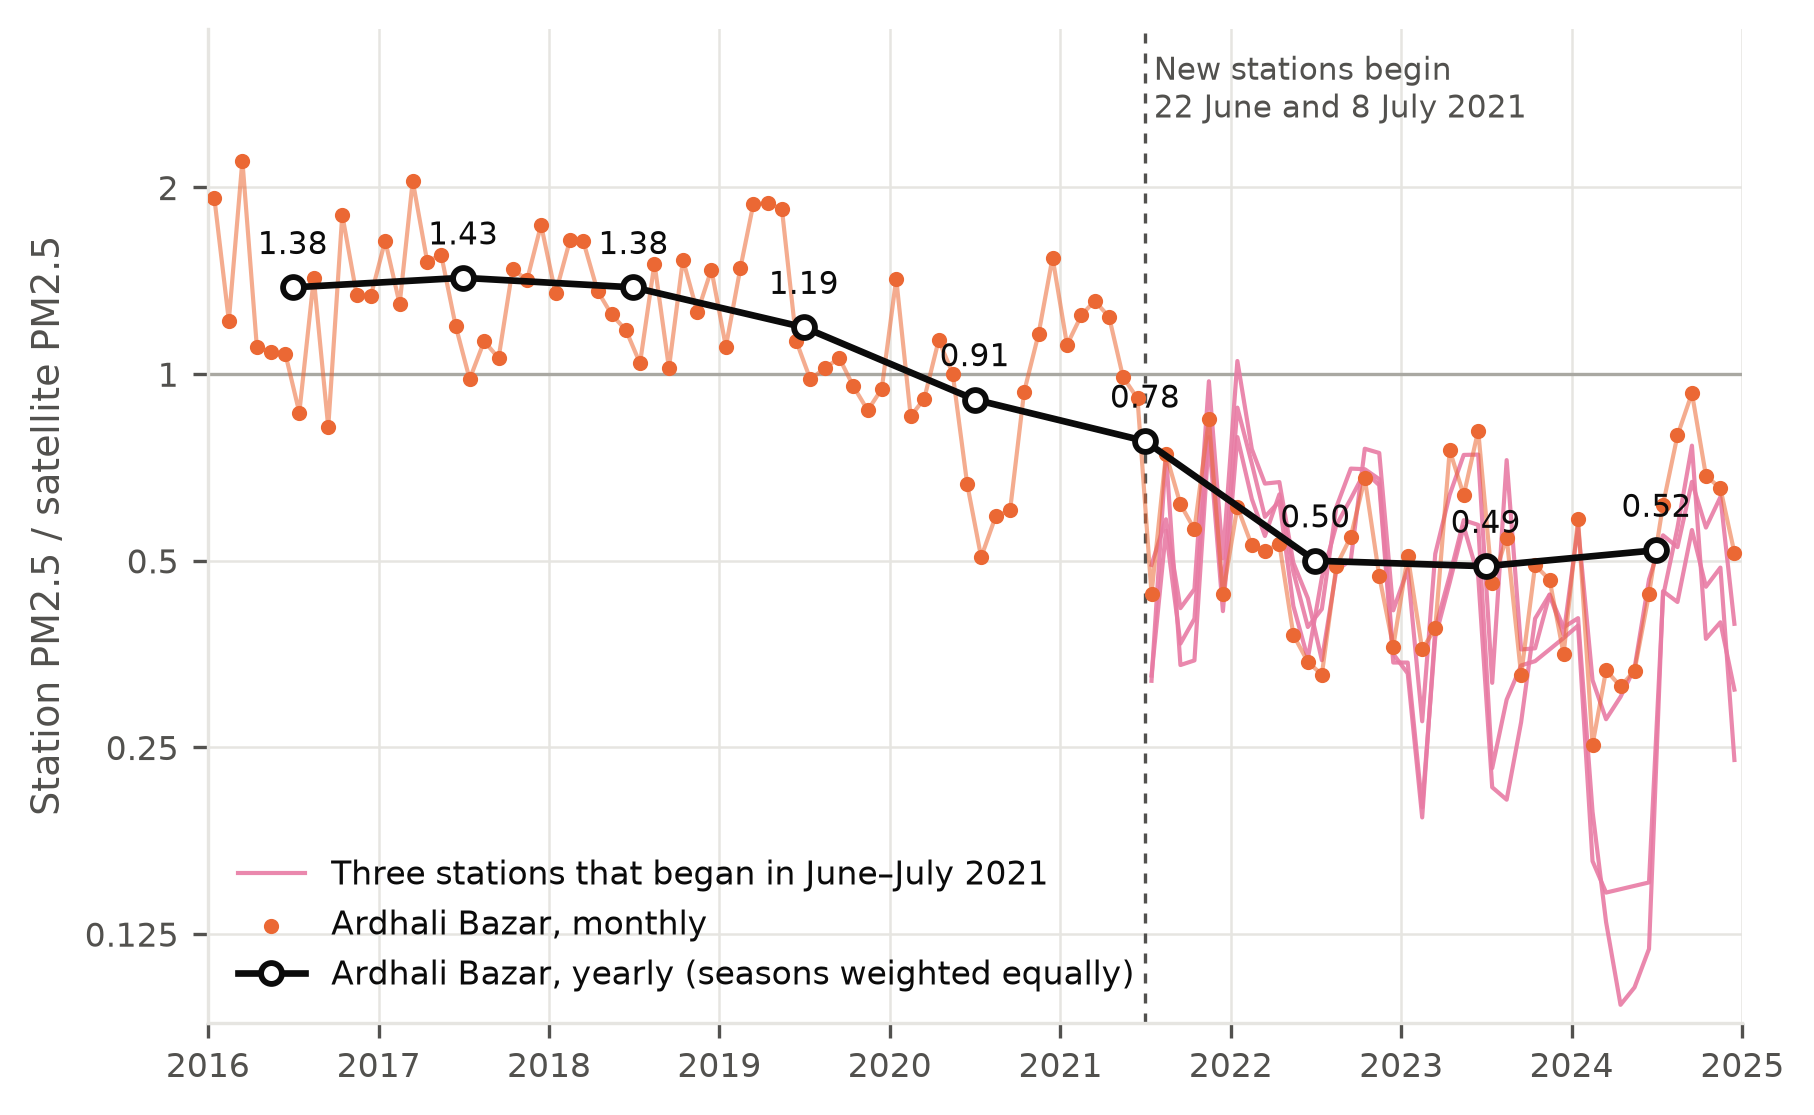 New stations begin
22 June and 8 July 2021
Station PM2.5 / satellite PM2.5
2
1
0.5
0.25
0.125
1.38
1.43
1.38
1.19
0.91
0.78
0.50
0.49
0.52
Three stations that began in June–July 2021
Ardhali Bazar, monthly
Ardhali Bazar, yearly (seasons weighted equally)
2016 2017 2018 2019 2020 2021 2022 2023 2024 2025